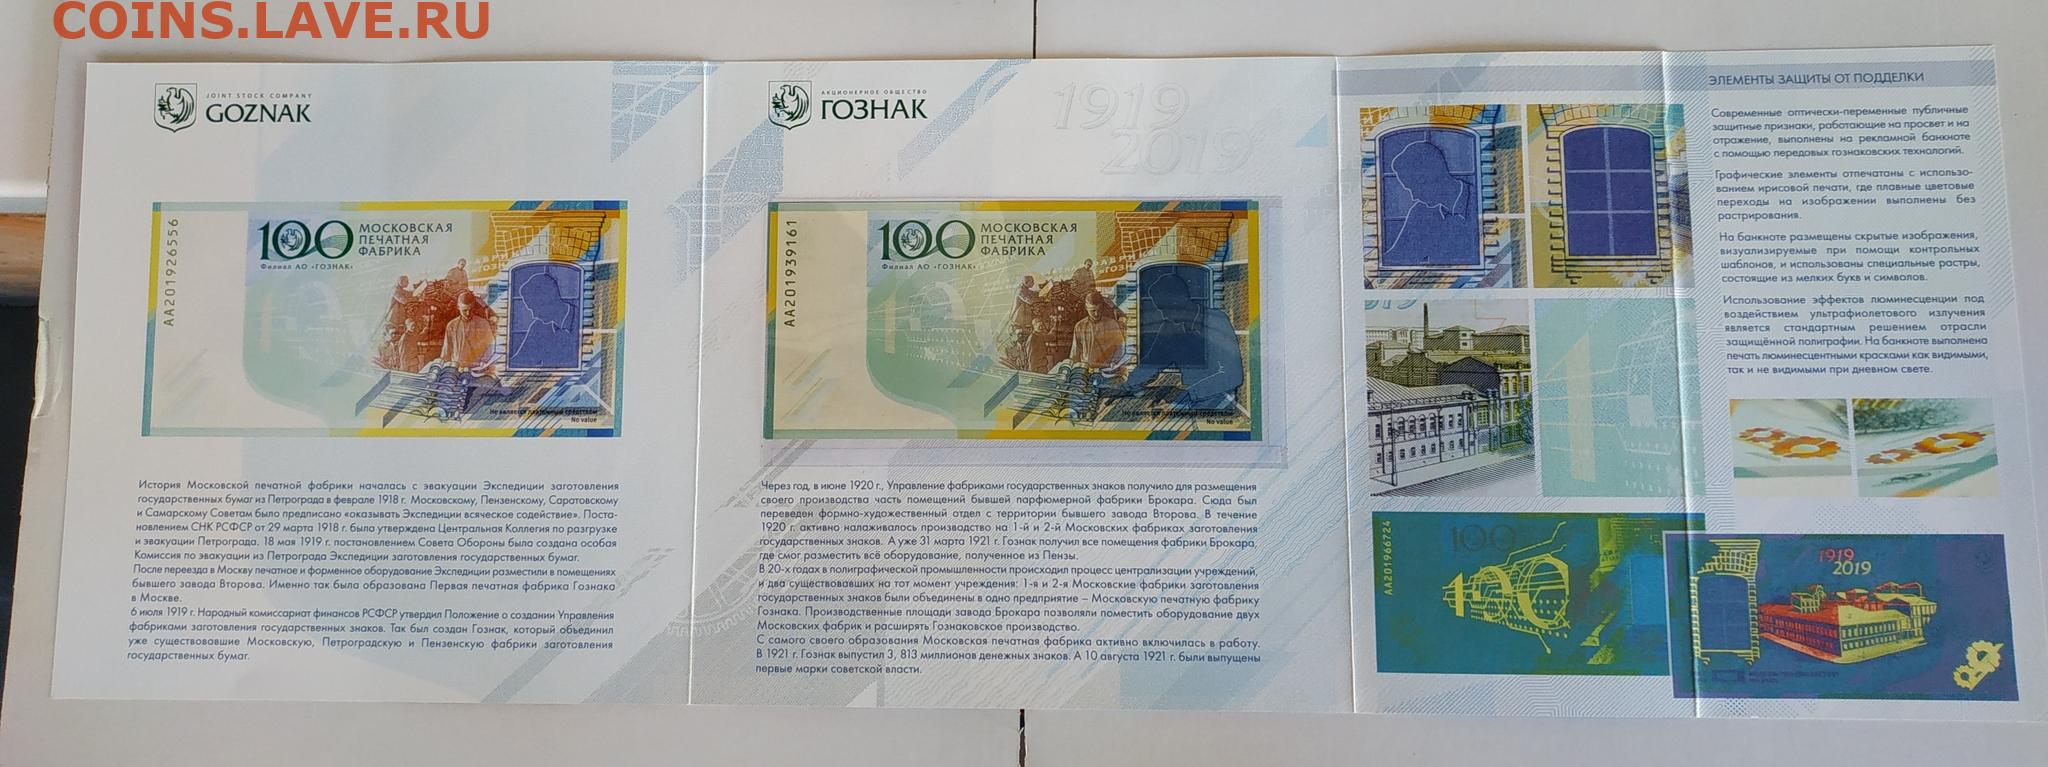 COINS.LAVE.RU
JOINT STOCK COMPANY
GOZNAK
AA201926556
100
МОСКОВСКАЯ
ПЕЧАТНАЯ
ФАБРИКА
Филиал АО «ГОЗНАК»
Не является платёжным средством
No value
История Московской печатной фабрики началась с эвакуации Экспедиции заготовления
государственных бумаг из Петрограда в феврале 1918 г. Московскому, Пензенскому, Саратовскому
и Самарскому Советам было предписано «оказывать Экспедиции всяческое содействие». Поста-
новлением СНК РСФСР от 29 марта 1918 г. была утверждена Центральная Коллегия по разгрузке
и эвакуации Петрограда. 18 мая 1919 г. постановлением Совета Обороны была создана особая
Комиссия по эвакуации из Петрограда Экспедиции заготовления государственных бумаг.
После переезда в Москву печатное и форменное оборудование Экспедиции разместили в помещениях
бывшего завода Второва. Именно так была образована Первая печатная фабрика Гознака
в Москве.
6 июля 1919 г. Народный комиссариат финансов РСФСР утвердил Положение о создании Управления
фабриками заготовления государственных знаков. Так был создан Гознак, который объединил
уже существовавшие Московскую, Петроградскую и Пензенскую фабрики заготовления
государственных бумаг.
АКЦИОНЕРНОЕ ОБЩЕСТВО
ГОЗНАК
1919
2019
AA201939161
100
МОСКОВСКАЯ
ПЕЧАТНАЯ
ФАБРИКА
Филиал АО «ГОЗНАК»
Не является платёжным средством
No value
Через год, в июне 1920 г., Управление фабриками государственных знаков получило для размещения
своего производства часть помещений бывшей парфюмерной фабрики Брокара. Сюда был
переведен формно-художественный отдел с территории бывшего завода Второва. В течение
1920 г. активно налаживалось производство на 1-й и 2-й Московских фабриках заготовления
государственных знаков. А уже 31 марта 1921 г. Гознак получил все помещения фабрики Брокара,
где смог разместить всё оборудование, полученное из Пензы.
В 20-х годах в полиграфической промышленности происходил процесс централизации учреждений,
и два существовавших на тот момент учреждения: 1-я и 2-я Московские фабрики заготовления
государственных знаков были объединены в одно предприятие – Московскую печатную фабрику
Гознака. Производственные площади завода Брокара позволяли поместить оборудование двух
Московских фабрик и расширять Гознаковское производство.
С самого своего образования Московская печатная фабрика активно включилась в работу.
В 1921 г. Гознак выпустил 3, 813 миллионов денежных знаков. А 10 августа 1921 г. были выпущены
первые марки советской власти.
ЭЛЕМЕНТЫ ЗАЩИТЫ ОТ ПОДДЕЛКИ
Современные оптически-переменные публичные
защитные признаки, работающие на просвет и на
отражение, выполнены на рекламной банкноте
с помощью передовых гознаковских технологий.
Графические элементы отпечатаны с использо-
ванием ирисовой печати, где плавные цветовые
переходы на изображении выполнены без
растрирования.
На банкноте размещены скрытые изображения,
визуализируемые при помощи контрольных
шаблонов, и использованы специальные растры,
состоящие из мелких букв и символов.
Использование эффектов люминесценции под
воздействием ультрафиолетового излучения
является стандартным решением отрасли
защищённой полиграфии. На банкноте выполнена
печать люминесцентными красками как видимыми,
так и не видимыми при дневном свете.
AA201966724
100
100
1919
2019